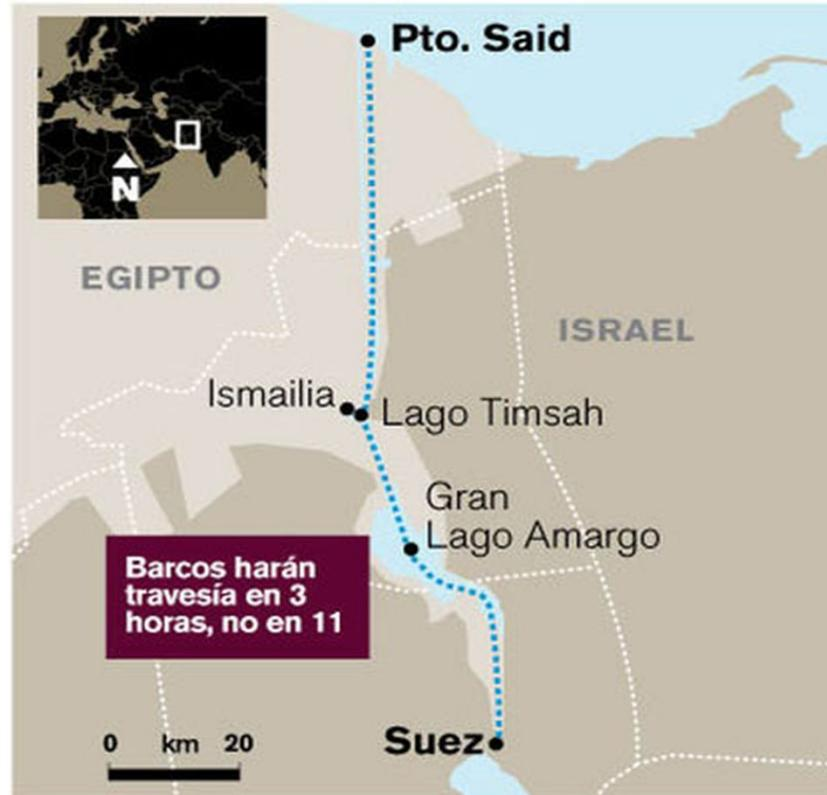 Pto. Said
N
EGIPTO
ISRAEL
Ismailia
Lago Timsah
Gran
Lago Amargo
Barcos harán
travesía en 3
horas, no en 11
0 km 20
Suez